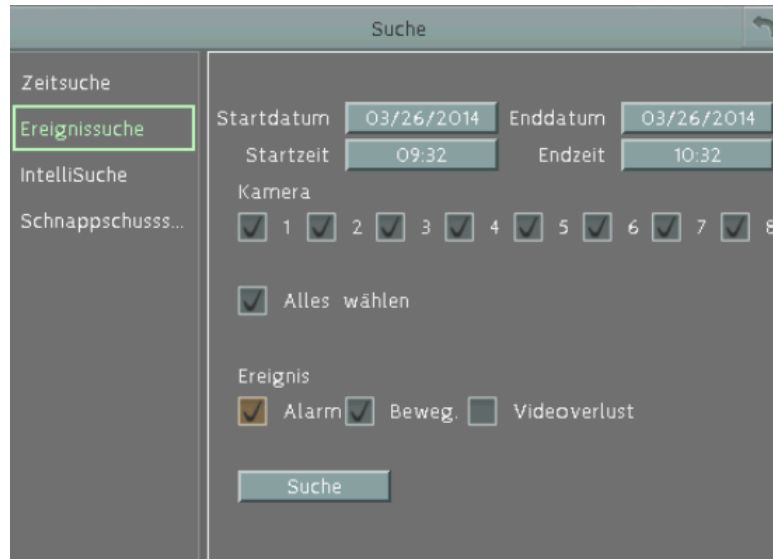 Suche
Zeitsuche
Ereignissuche
IntelliSuche
Schnappschusss...
Startdatum 03/26/2014 Enddatum 03/26/2014
Startzeit 09:32 Endzeit 10:32
Kamera
1 2 3 4 5 6 7 8
Alles wählen
Ereignis
Alarm Beweg. Videoverlust
Suche